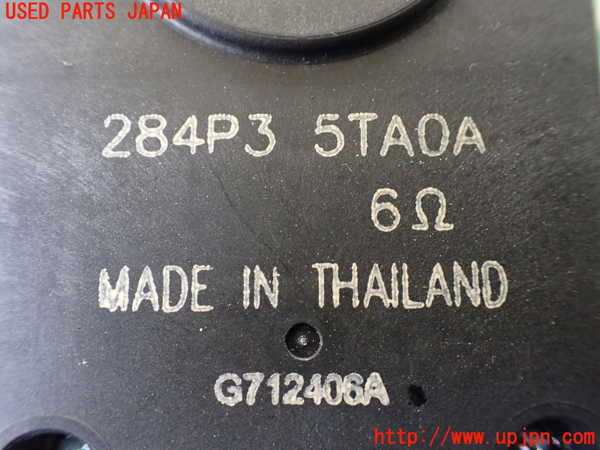 USED PARTS JAPAN
284P3 5TA0A
6Ω
MADE IN THAILAND
G712406A
http://www.upjpn.com/